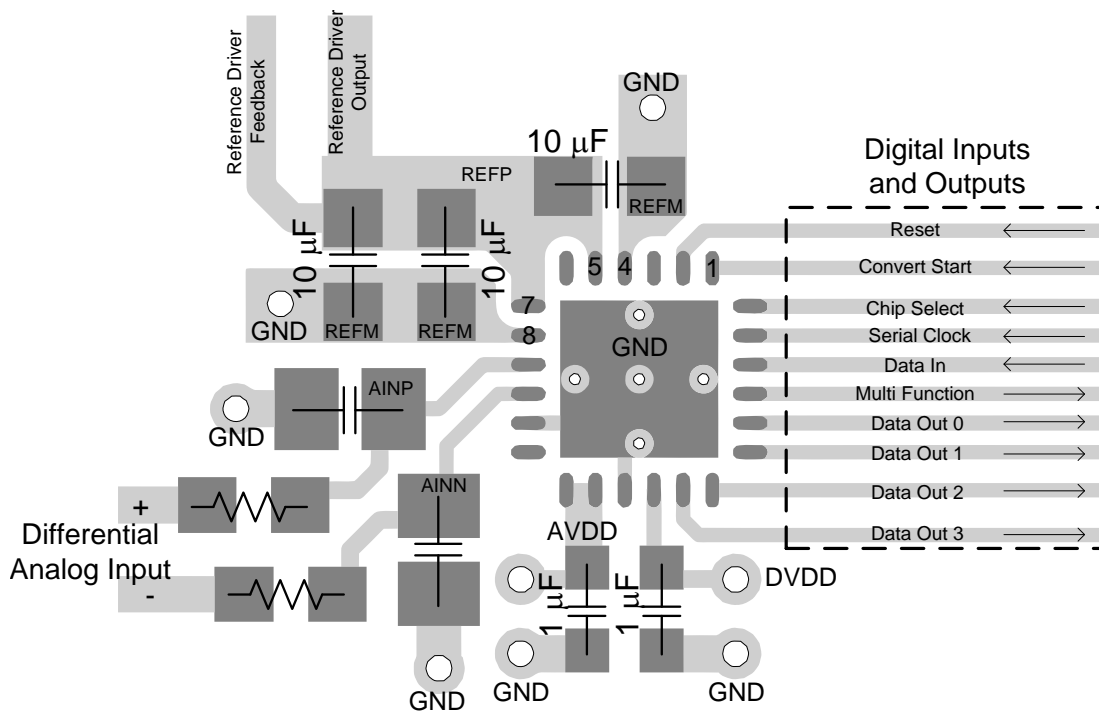 Reference Driver
Feedback
Reference Driver
Output
GND
10 μF
REFP
REFM
Digital Inputs
and Outputs
Reset
Convert Start
Chip Select
Serial Clock
Data In
Multi Function
Data Out 0
Data Out 1
Data Out 2
Data Out 3
10 μF
10 μF
REFM
REFM
GND
5
4
1
7
8
GND
AINP
GND
AINN
+
Differential
Analog Input
-
AVDD
DVDD
1 μF
1 μF
GND
GND
GND